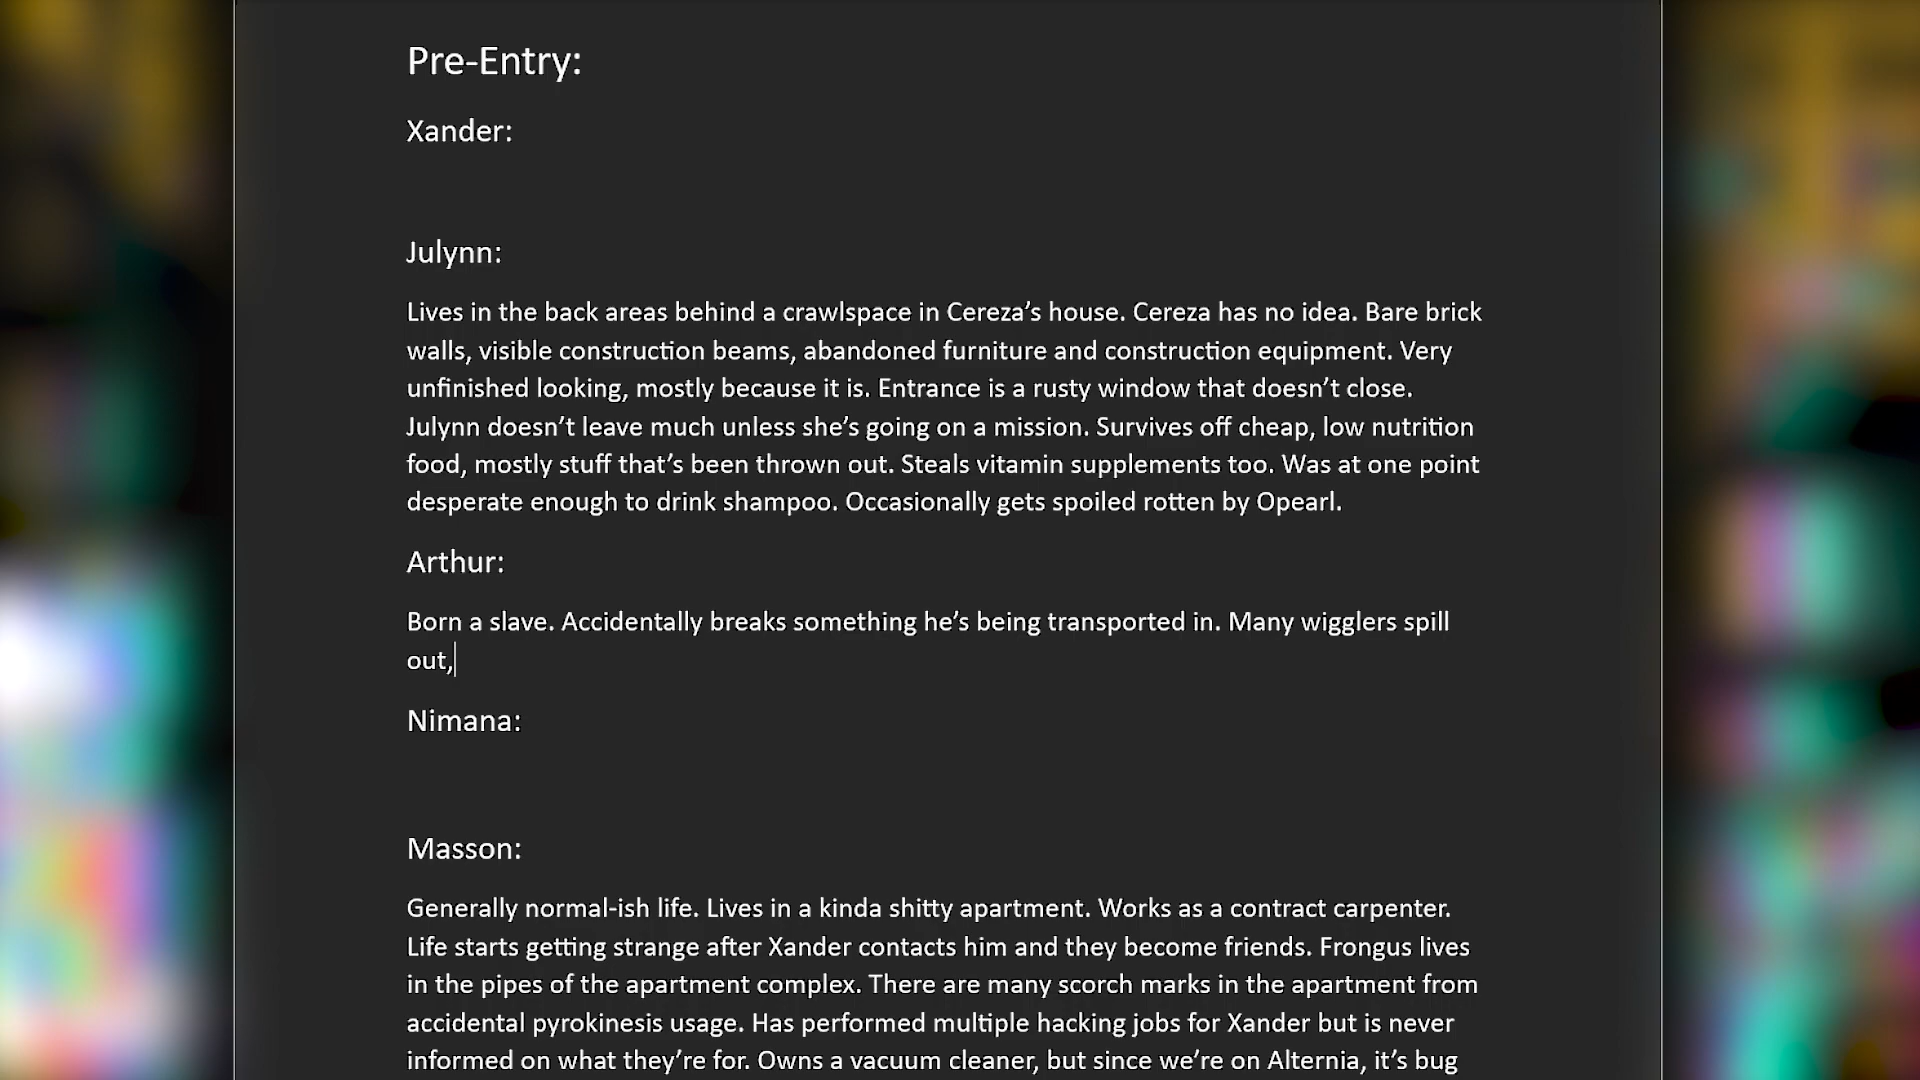 Pre-Entry:
Xander:
Julynn:
Lives in the back areas behind a crawlspace in Cereza’s house. Cereza has no idea. Bare brick
walls, visible construction beams, abandoned furniture and construction equipment. Very
unfinished looking, mostly because it is. Entrance is a rusty window that doesn’t close.
Julynn doesn’t leave much unless she’s going on a mission. Survives off cheap, low nutrition
food, mostly stuff that’s been thrown out. Steals vitamin supplements too. Was at one point
desperate enough to drink shampoo. Occasionally gets spoiled rotten by Opearl.
Arthur:
Born a slave. Accidentally breaks something he’s being transported in. Many wigglers spill
out,
Nimana:
Masson:
Generally normal-ish life. Lives in a kinda shitty apartment. Works as a contract carpenter.
Life starts getting strange after Xander contacts him and they become friends. Frongus lives
in the pipes of the apartment complex. There are many scorch marks in the apartment from
accidental pyrokinesis usage. Has performed multiple hacking jobs for Xander but is never
informed on what they’re for. Owns a vacuum cleaner, but since we’re on Alternia, it’s bug